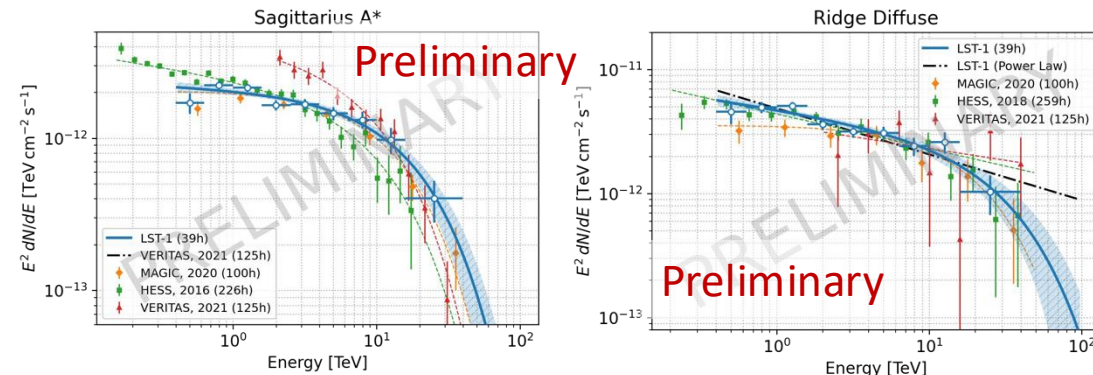 Sagittarius A*
Preliminary
PRELIMINARY
E² dN/dE [TeV cm⁻² s⁻¹]
10⁻¹²
10⁻¹³
LST-1 (39h)
VERITAS, 2021 (125h)
MAGIC, 2020 (100h)
HESS, 2016 (226h)
VERITAS, 2021 (125h)
10⁰
10¹
10²
Energy [TeV]
Ridge Diffuse
LST-1 (39h)
LST-1 (Power Law)
MAGIC, 2020 (100h)
HESS, 2018 (259h)
VERITAS, 2021 (125h)
PRELIMINARY
Preliminary
E² dN/dE [TeV cm⁻² s⁻¹]
10⁻¹¹
10⁻¹²
10⁻¹³
10⁰
10¹
10²
Energy [TeV]